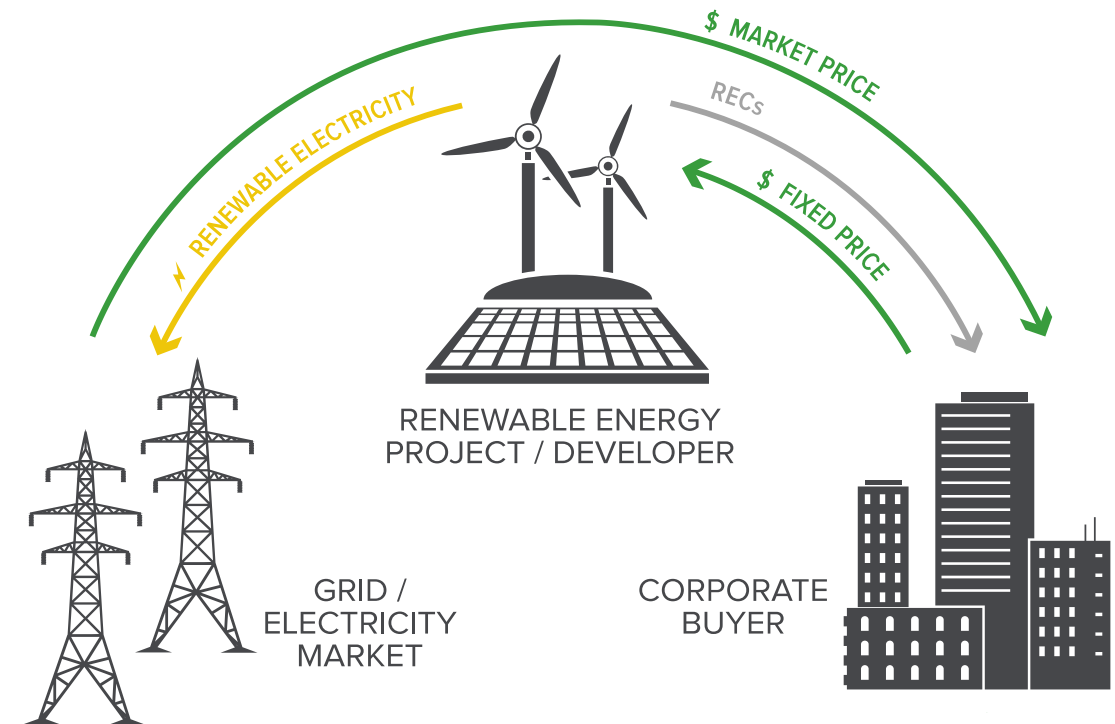 $ MARKET PRICE
RECs
RENEWABLE ELECTRICITY
$ FIXED PRICE
RENEWABLE ENERGY
PROJECT / DEVELOPER
GRID /
ELECTRICITY
MARKET
CORPORATE
BUYER